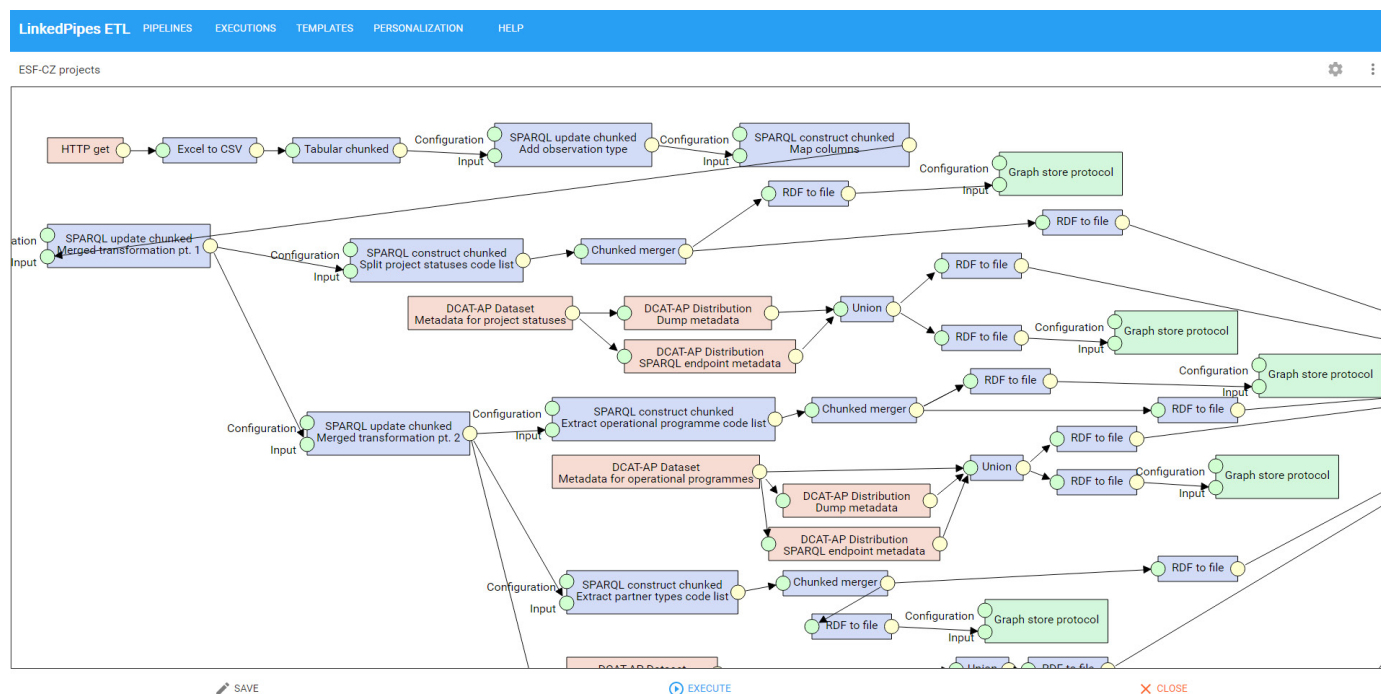 LinkedPipes ETL PIPELINES EXECUTIONS TEMPLATES PERSONALIZATION HELP
ESF-CZ projects
HTTP get
Excel to CSV
Tabular chunked
Configuration
Input
SPARQL update chunked
Add observation type
Configuration
Input
SPARQL construct chunked
Map columns
Configuration
Input
Graph store protocol
RDF to file
RDF to file
ation
Input
SPARQL update chunked
Merged transformation pt. 1
Configuration
Input
SPARQL construct chunked
Split project statuses code list
Chunked merger
RDF to file
DCAT-AP Dataset
Metadata for project statuses
DCAT-AP Distribution
Dump metadata
Union
DCAT-AP Distribution
SPARQL endpoint metadata
RDF to file
Configuration
Input
Graph store protocol
RDF to file
Configuration
Input
Graph store protocol
Configuration
Input
SPARQL update chunked
Merged transformation pt. 2
Configuration
Input
SPARQL construct chunked
Extract operational programme code list
Chunked merger
RDF to file
RDF to file
DCAT-AP Dataset
Metadata for operational programmes
Union
RDF to file
Configuration
Input
Graph store protocol
DCAT-AP Distribution
Dump metadata
DCAT-AP Distribution
SPARQL endpoint metadata
Configuration
Input
SPARQL construct chunked
Extract partner types code list
Chunked merger
RDF to file
RDF to file
Configuration
Input
Graph store protocol
DCAT-AP Dataset
Union
RDF to file
SAVE
EXECUTE
CLOSE